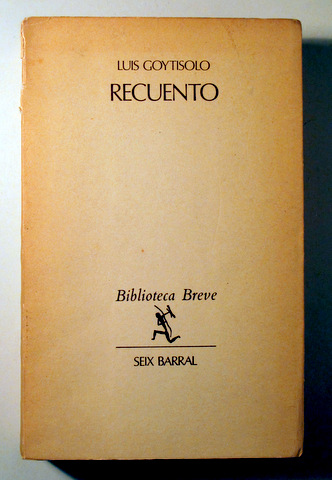 LUIS GOYTISOLO
RECUENTO
Biblioteca Breve
SEIX BARRAL